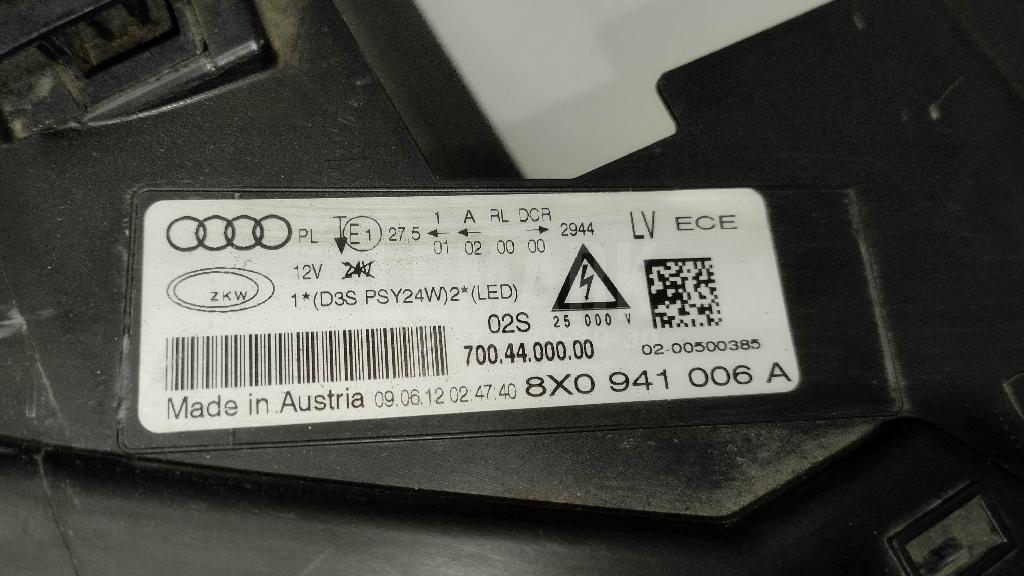 PL E1 27,5 1 A RL DCR 2944 LV ECE
01 02 00 00
12V 24V
ZKW
1*(D3S PSY24W)2*(LED)
02S 25 000 V
700.44.000.00 02-00500385
Made in Austria 09.06.12 02:47:40 8X0 941 006 A